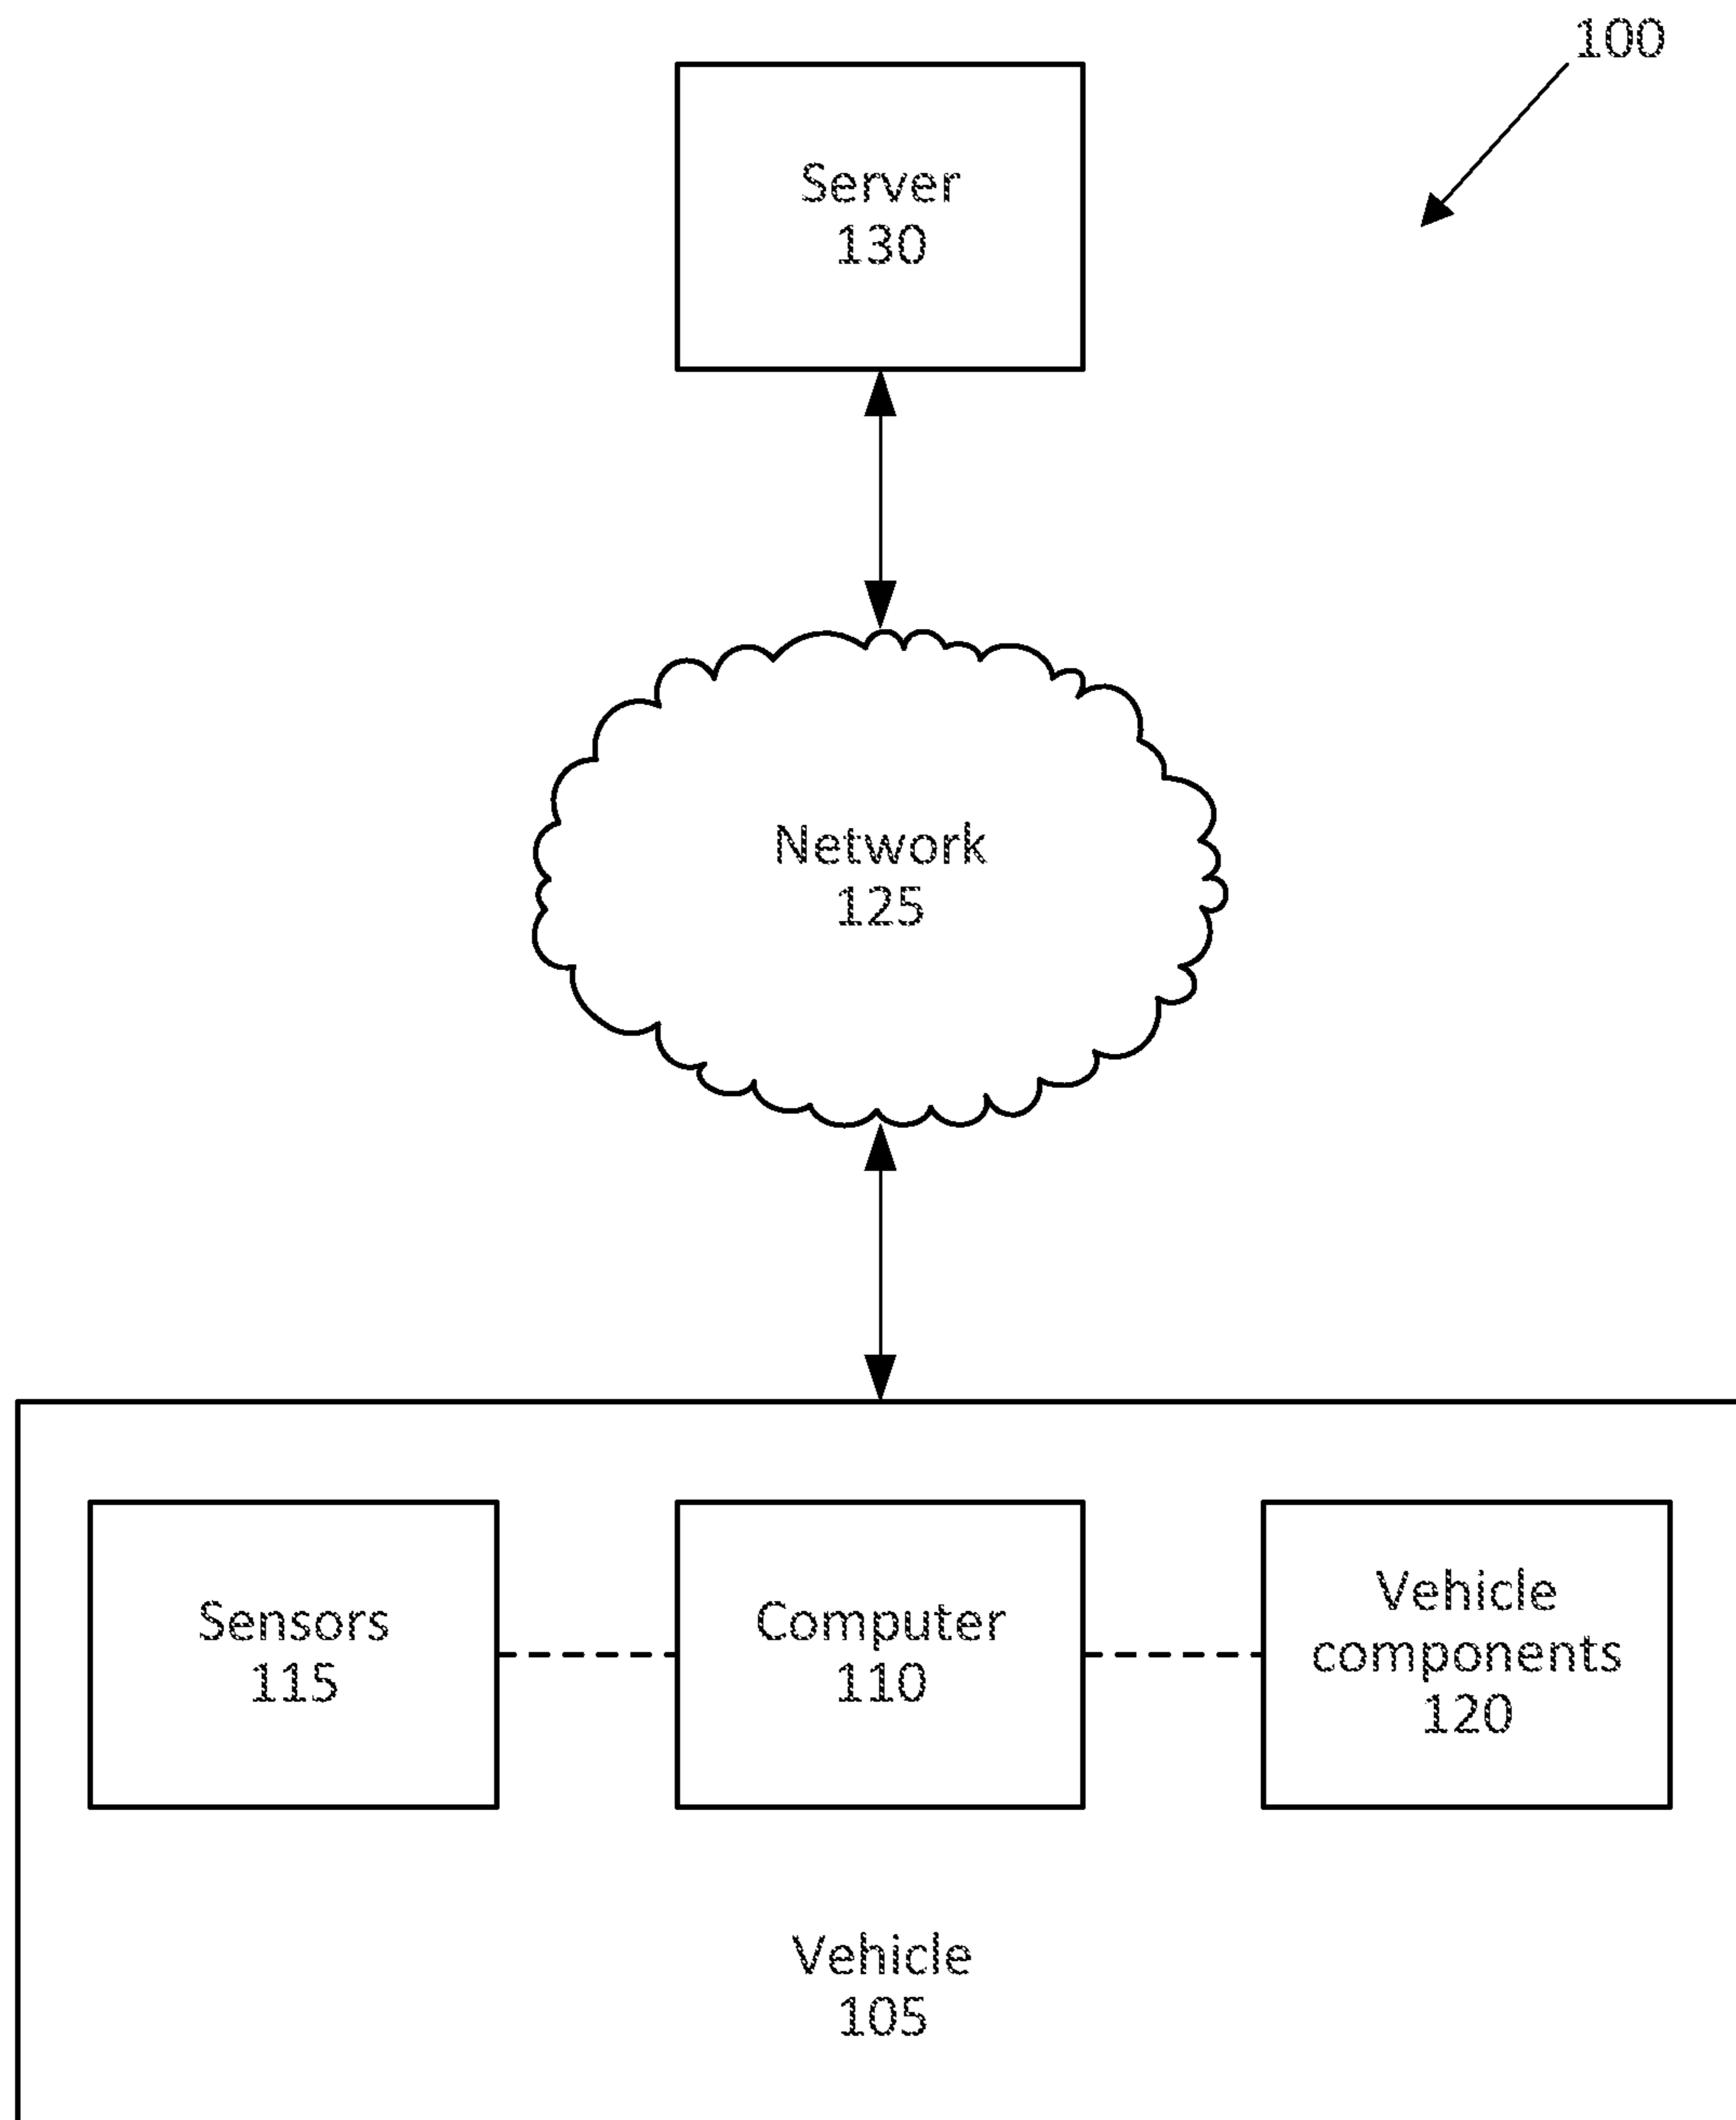 100
Server
130
Network
125
Sensors
115
Computer
110
Vehicle
components
120
Vehicle
105